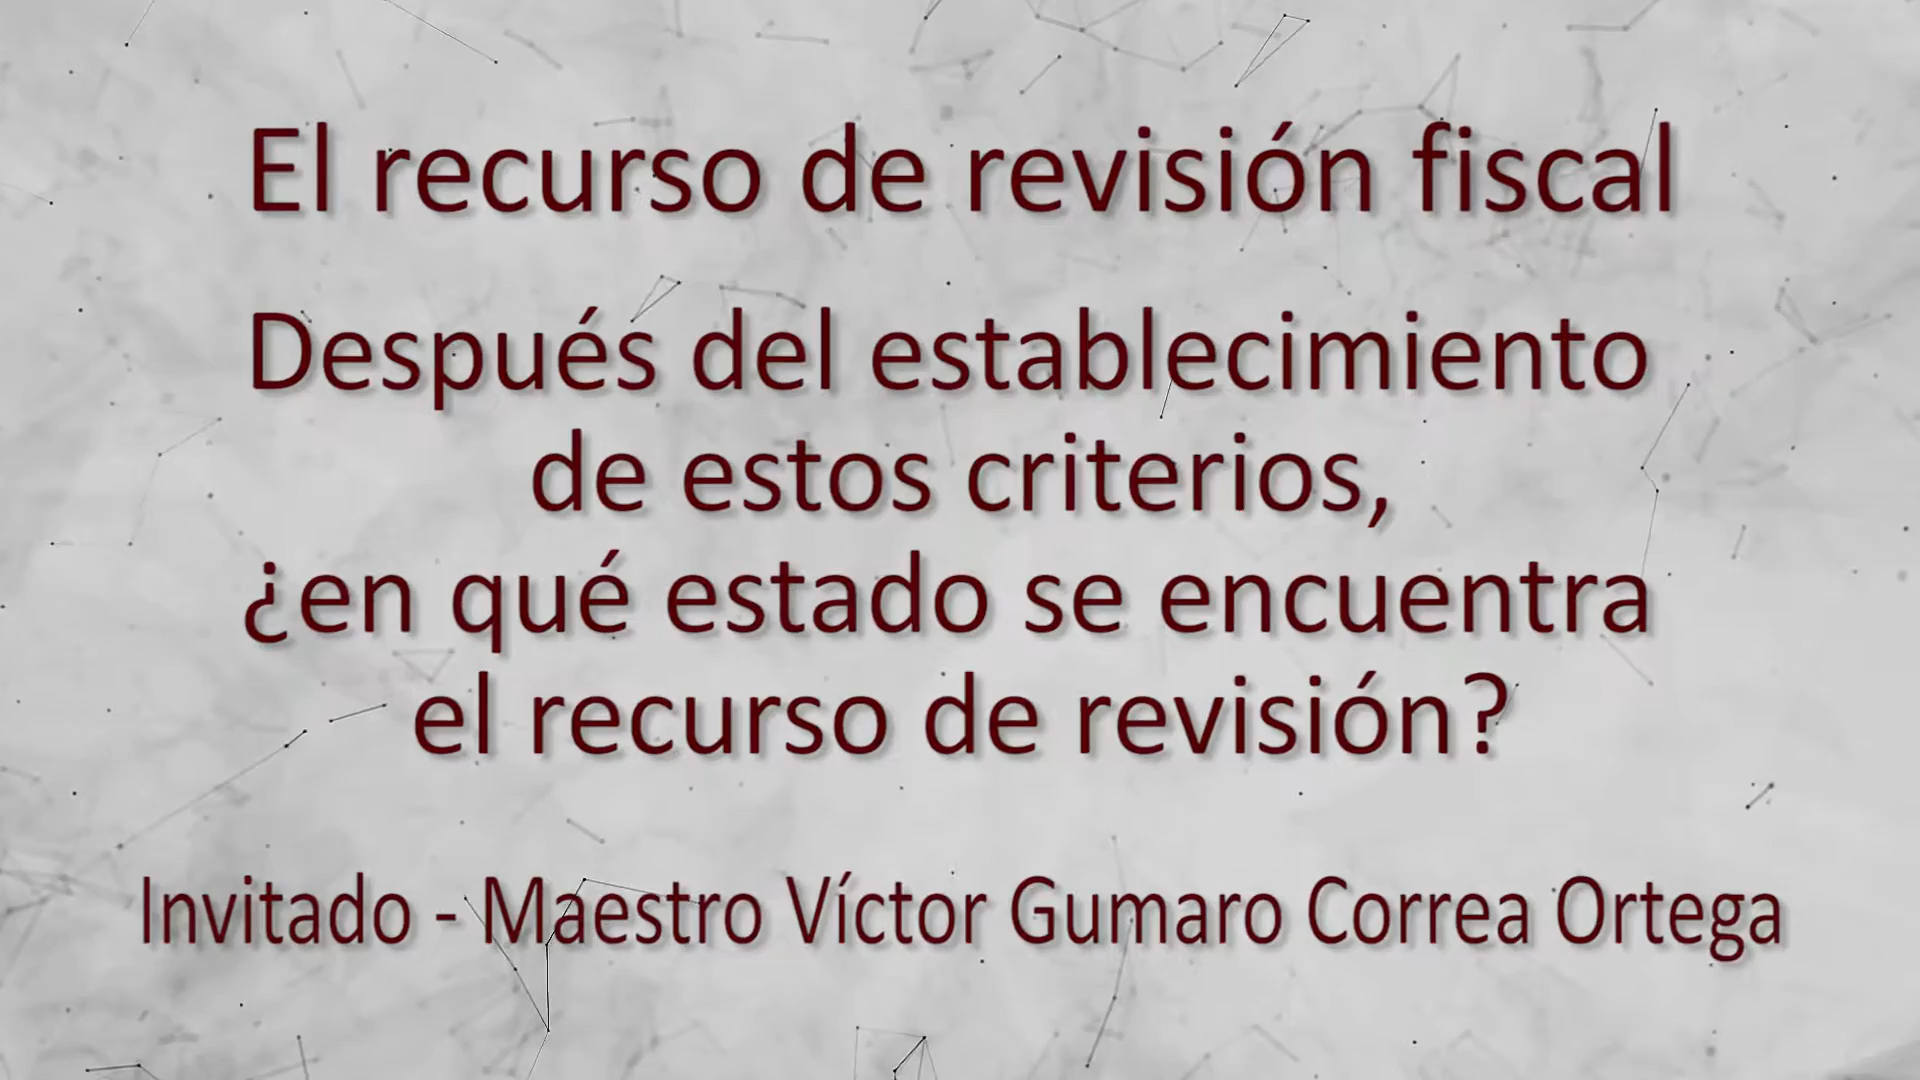 El recurso de revisión fiscal
Después del establecimiento
de estos criterios,
¿en qué estado se encuentra
el recurso de revisión?
Invitado - Maestro Víctor Gumaro Correa Ortega